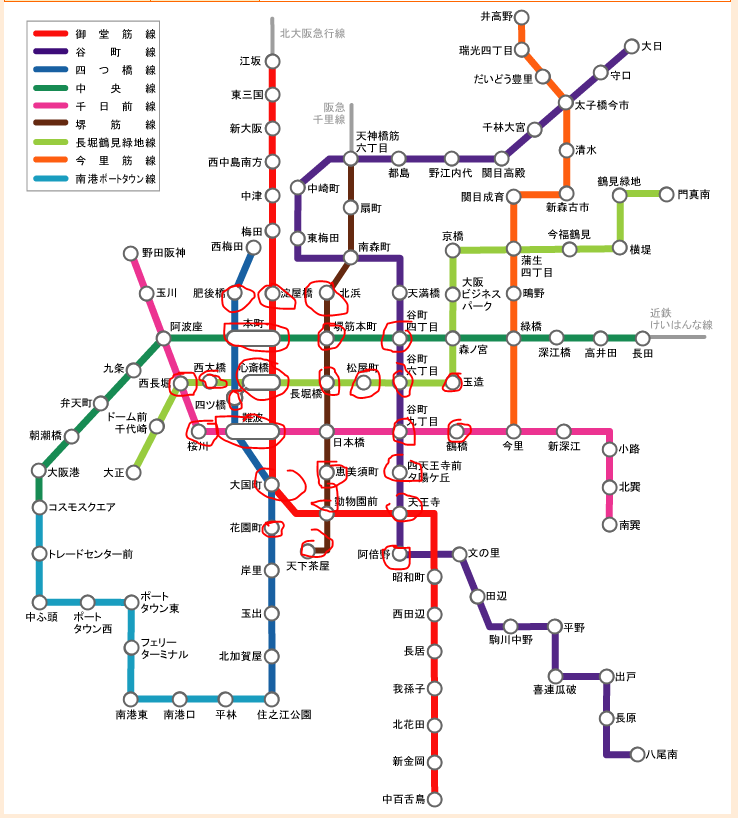 御堂筋線
谷町線
四つ橋線
中央線
千日前線
堺筋線
長堀鶴見緑地線
今里筋線
南港ポートタウン線
北大阪急行線
江坂
東三国
新大阪
西中島南方
中津
梅田
西梅田
阪急
千里線
天神橋筋
六丁目
都島
野江内代
関目高殿
千林大宮
太子橋今市
守口
大日
井高野
瑞光四丁目
だいどう豊里
清水
新森古市
関目成育
鶴見緑地
門真南
横堤
今福鶴見
蒲生
四丁目
京橋
中崎町
東梅田
扇町
南森町
野田阪神
玉川
阿波座
肥後橋
淀屋橋
北浜
天満橋
大阪
ビジネス
パーク
鴫野
近鉄
けいはんな線
本町
堺筋本町
谷町
四丁目
森ノ宮
緑橋
深江橋
高井田
長田
九条
西長堀
西大橋
心斎橋
長堀橋
松屋町
谷町
六丁目
玉造
弁天町
ドーム前
千代崎
四ツ橋
難波
桜川
日本橋
谷町
九丁目
鶴橋
今里
新深江
小路
北巽
南巽
朝潮橋
大阪港
大正
コスモスクエア
トレードセンター前
中ふ頭
ポート
タウン西
ポート
タウン東
フェリー
ターミナル
南港東
南港口
平林
住之江公園
大国町
花園町
岸里
玉出
北加賀屋
恵美須町
動物園前
天下茶屋
四天王寺前
夕陽ケ丘
天王寺
阿倍野
文の里
田辺
駒川中野
平野
喜連瓜破
出戸
長原
八尾南
昭和町
西田辺
長居
我孫子
北花田
新金岡
中百舌鳥